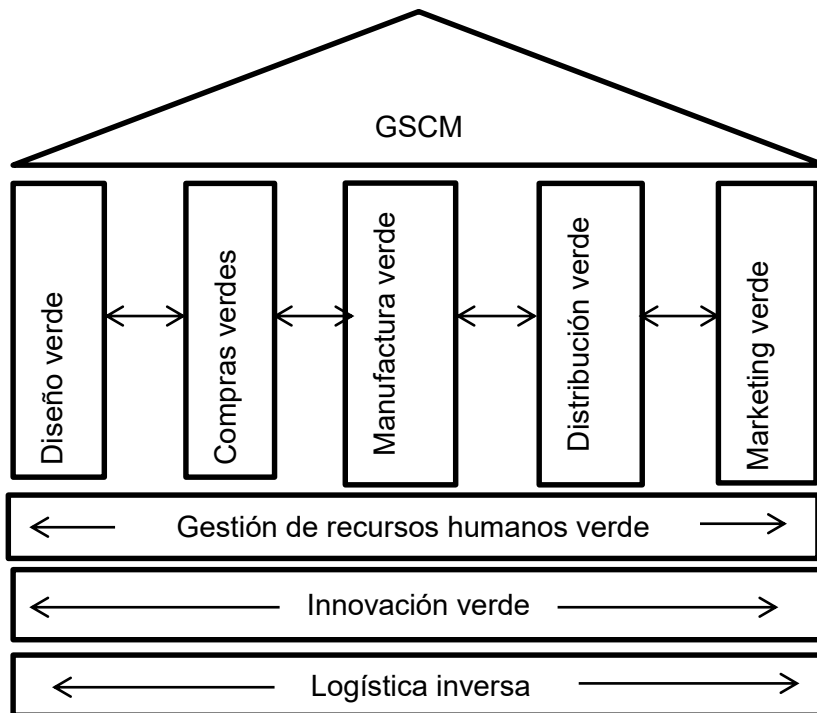 GSCM
Diseño verde
Compras verdes
Manufactura verde
Distribución verde
Marketing verde
Gestión de recursos humanos verde
Innovación verde
Logística inversa